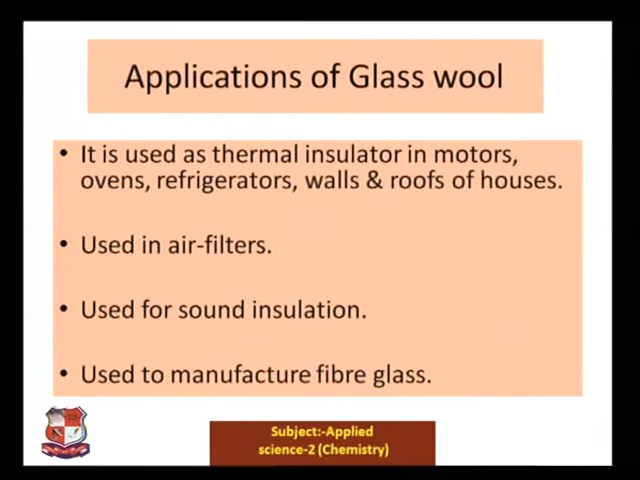 Applications of Glass wool
• It is used as thermal insulator in motors,
ovens, refrigerators, walls & roofs of houses.
• Used in air-filters.
• Used for sound insulation.
• Used to manufacture fibre glass.
Subject:-Applied
science-2 (Chemistry)